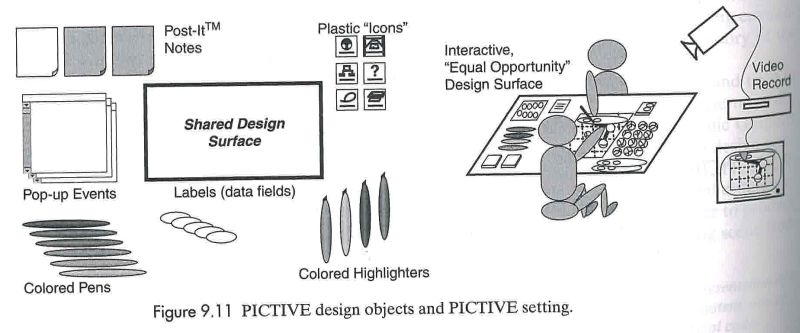 Post-It™
Notes
Plastic "Icons"
?
Shared Design
Surface
Pop-up Events
Labels (data fields)
Colored Pens
Colored Highlighters
Interactive,
"Equal Opportunity"
Design Surface
Video
Record
Figure 9.11 PICTIVE design objects and PICTIVE setting.